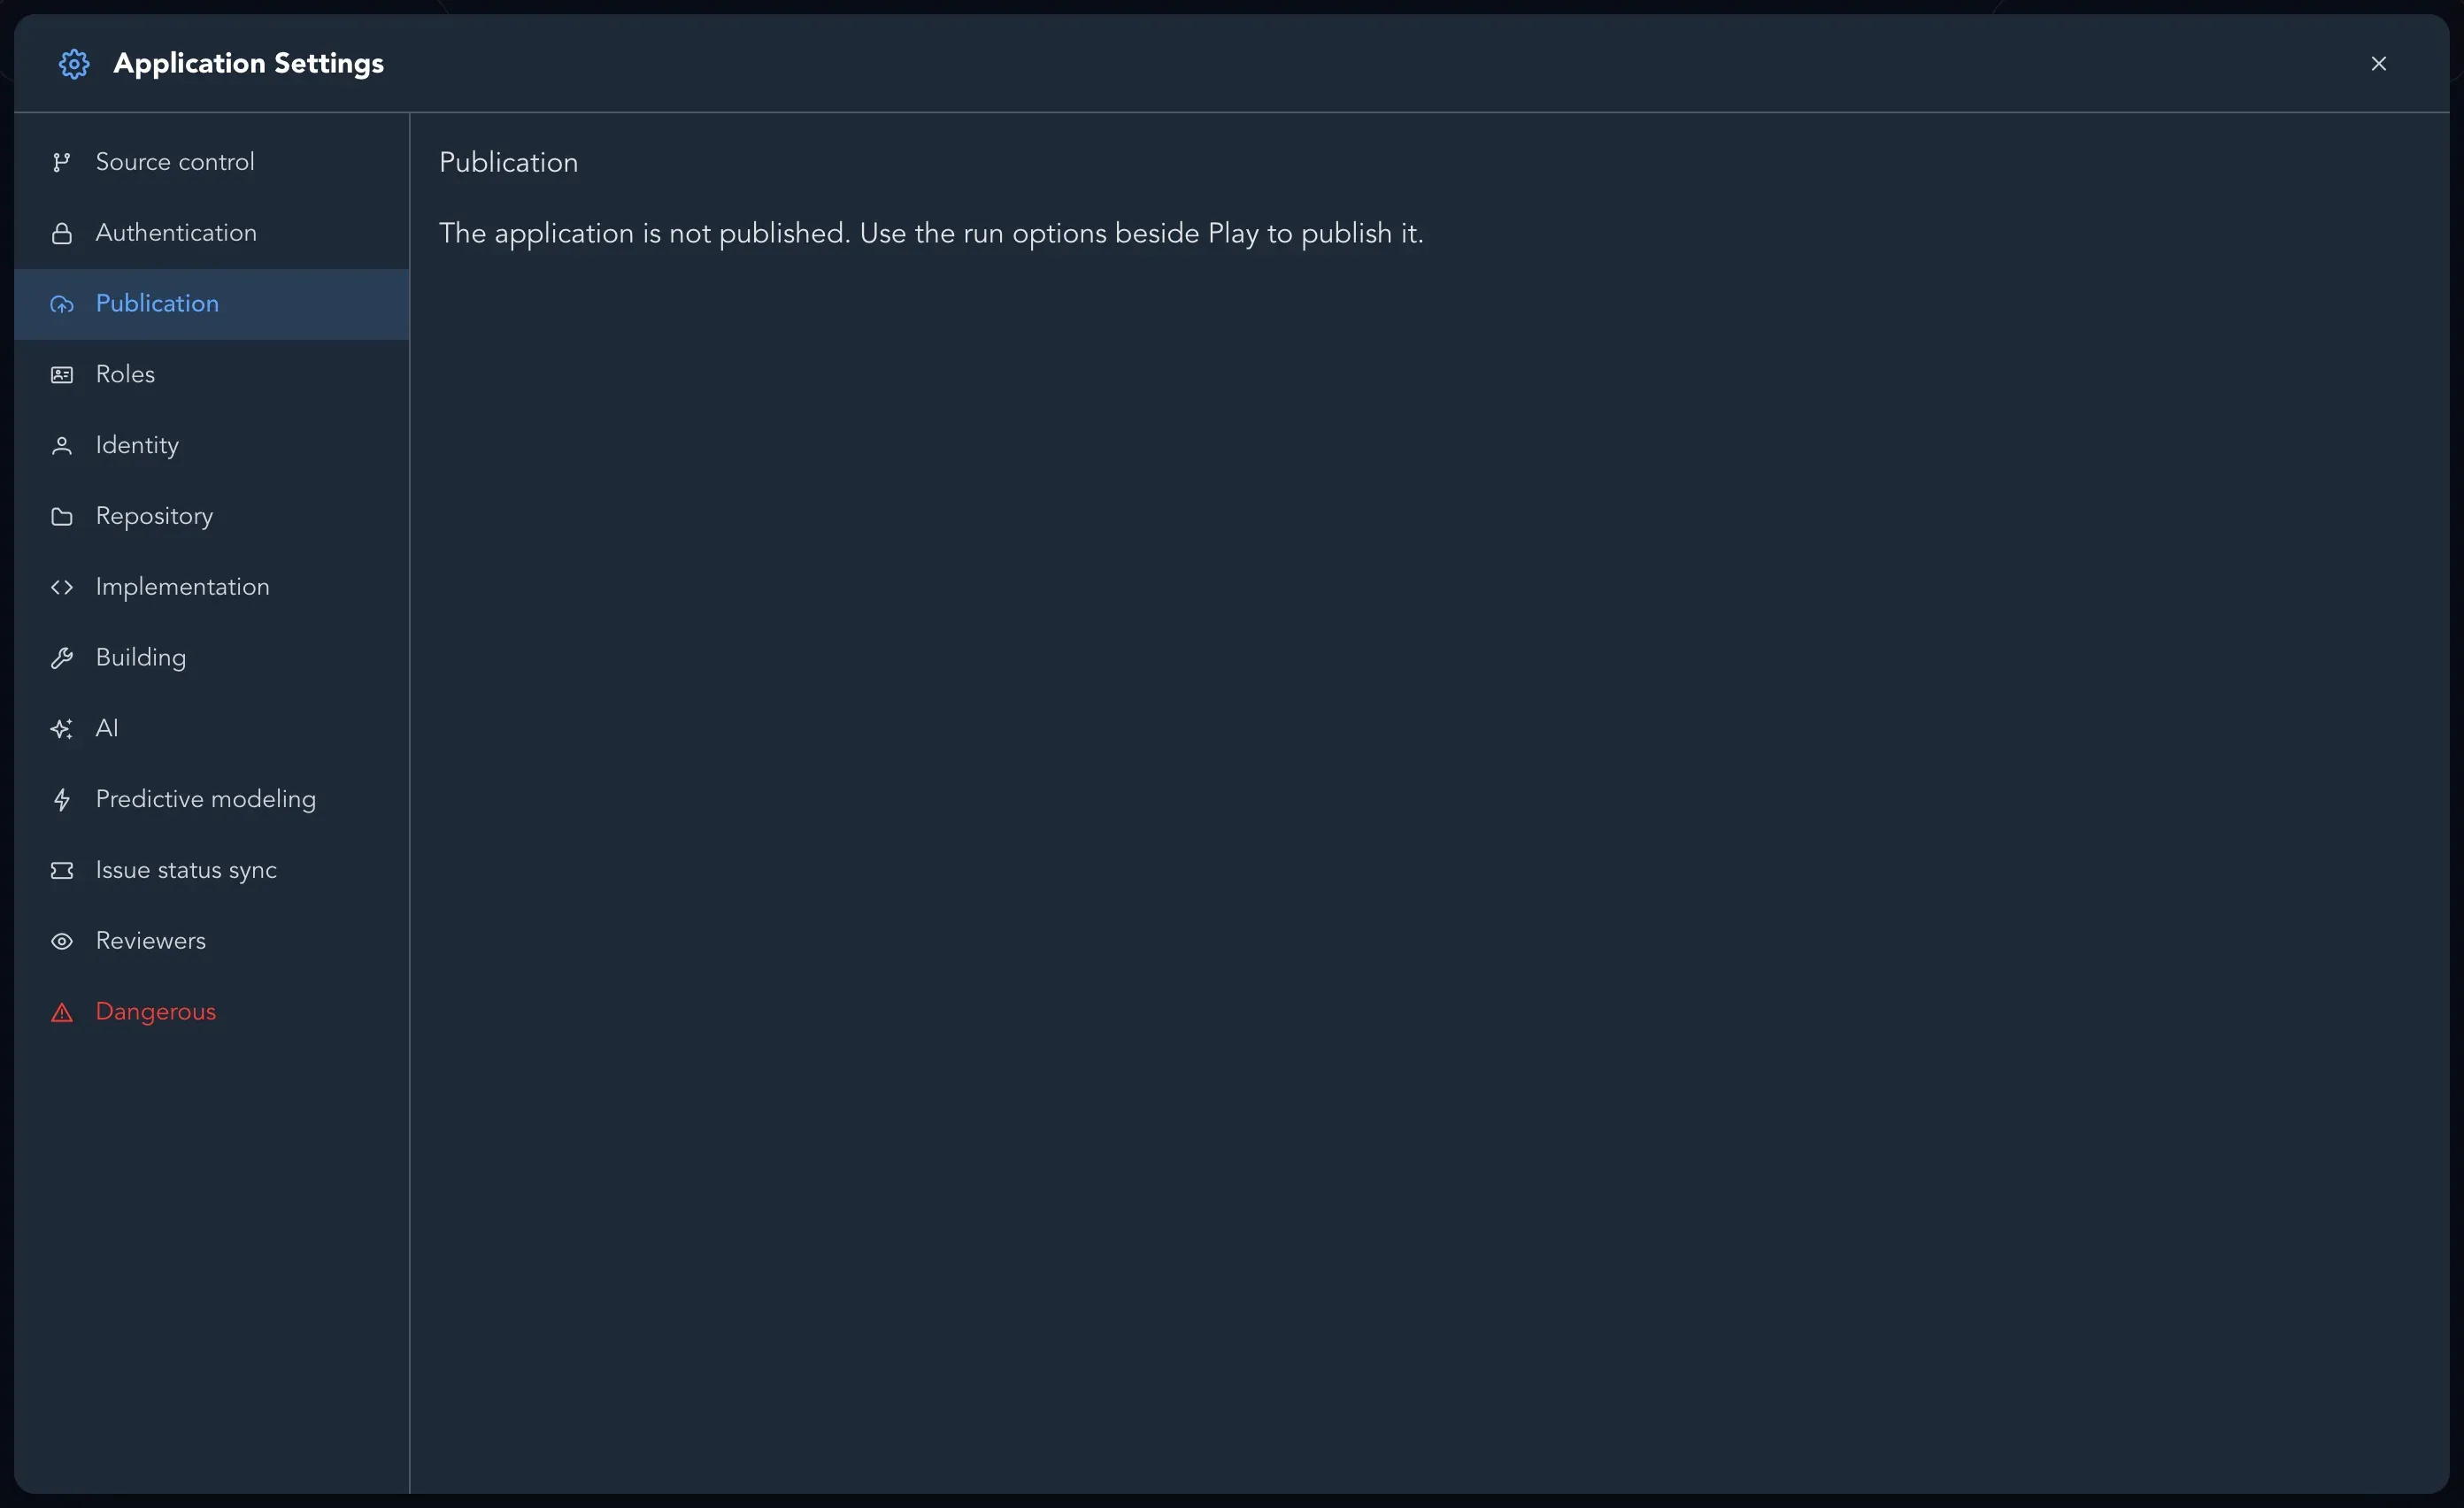 Application Settings
Source control
Authentication
Publication
Roles
Identity
Repository
Implementation
Building
AI
Predictive modeling
Issue status sync
Reviewers
Dangerous
Publication
The application is not published. Use the run options beside Play to publish it.